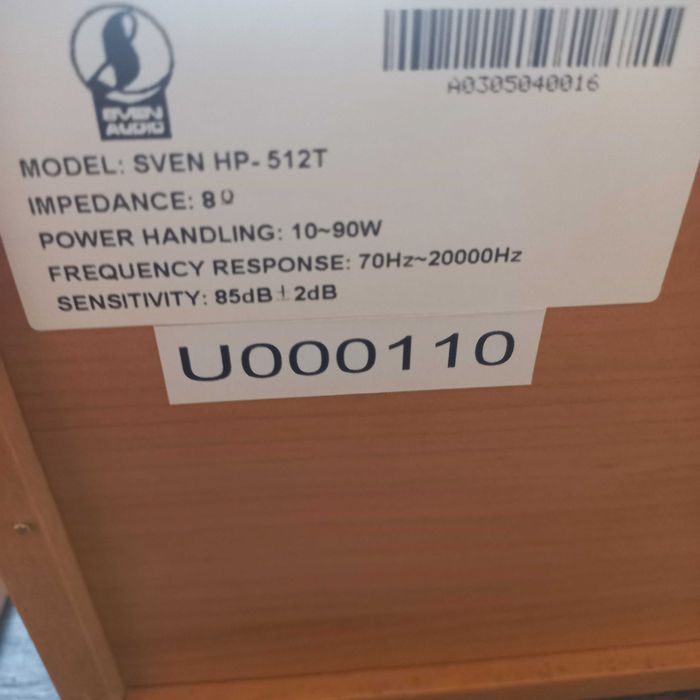 SVEN
AUDIO
A0305040016
MODEL: SVEN HP- 512T
IMPEDANCE: 8Ω
POWER HANDLING: 10~90W
FREQUENCY RESPONSE: 70Hz~20000Hz
SENSITIVITY: 85dB±2dB
U000110